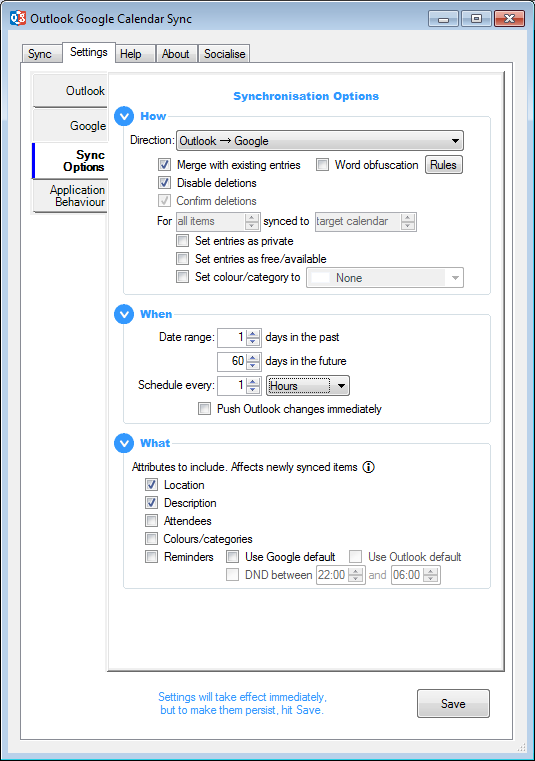 Outlook Google Calendar Sync
Sync Settings Help About Socialise
Outlook
Google
Sync
Options
Application
Behaviour
Synchronisation Options
How
Direction: Outlook → Google
Merge with existing entries Word obfuscation Rules
Disable deletions
Confirm deletions
For all items synced to target calendar
Set entries as private
Set entries as free/available
Set colour/category to None
When
Date range: 1 days in the past
60 days in the future
Schedule every: 1 Hours
Push Outlook changes immediately
What
Attributes to include. Affects newly synced items
Location
Description
Attendees
Colours/categories
Reminders Use Google default Use Outlook default
DND between 22:00 and 06:00
Settings will take effect immediately,
but to make them persist, hit Save.
Save